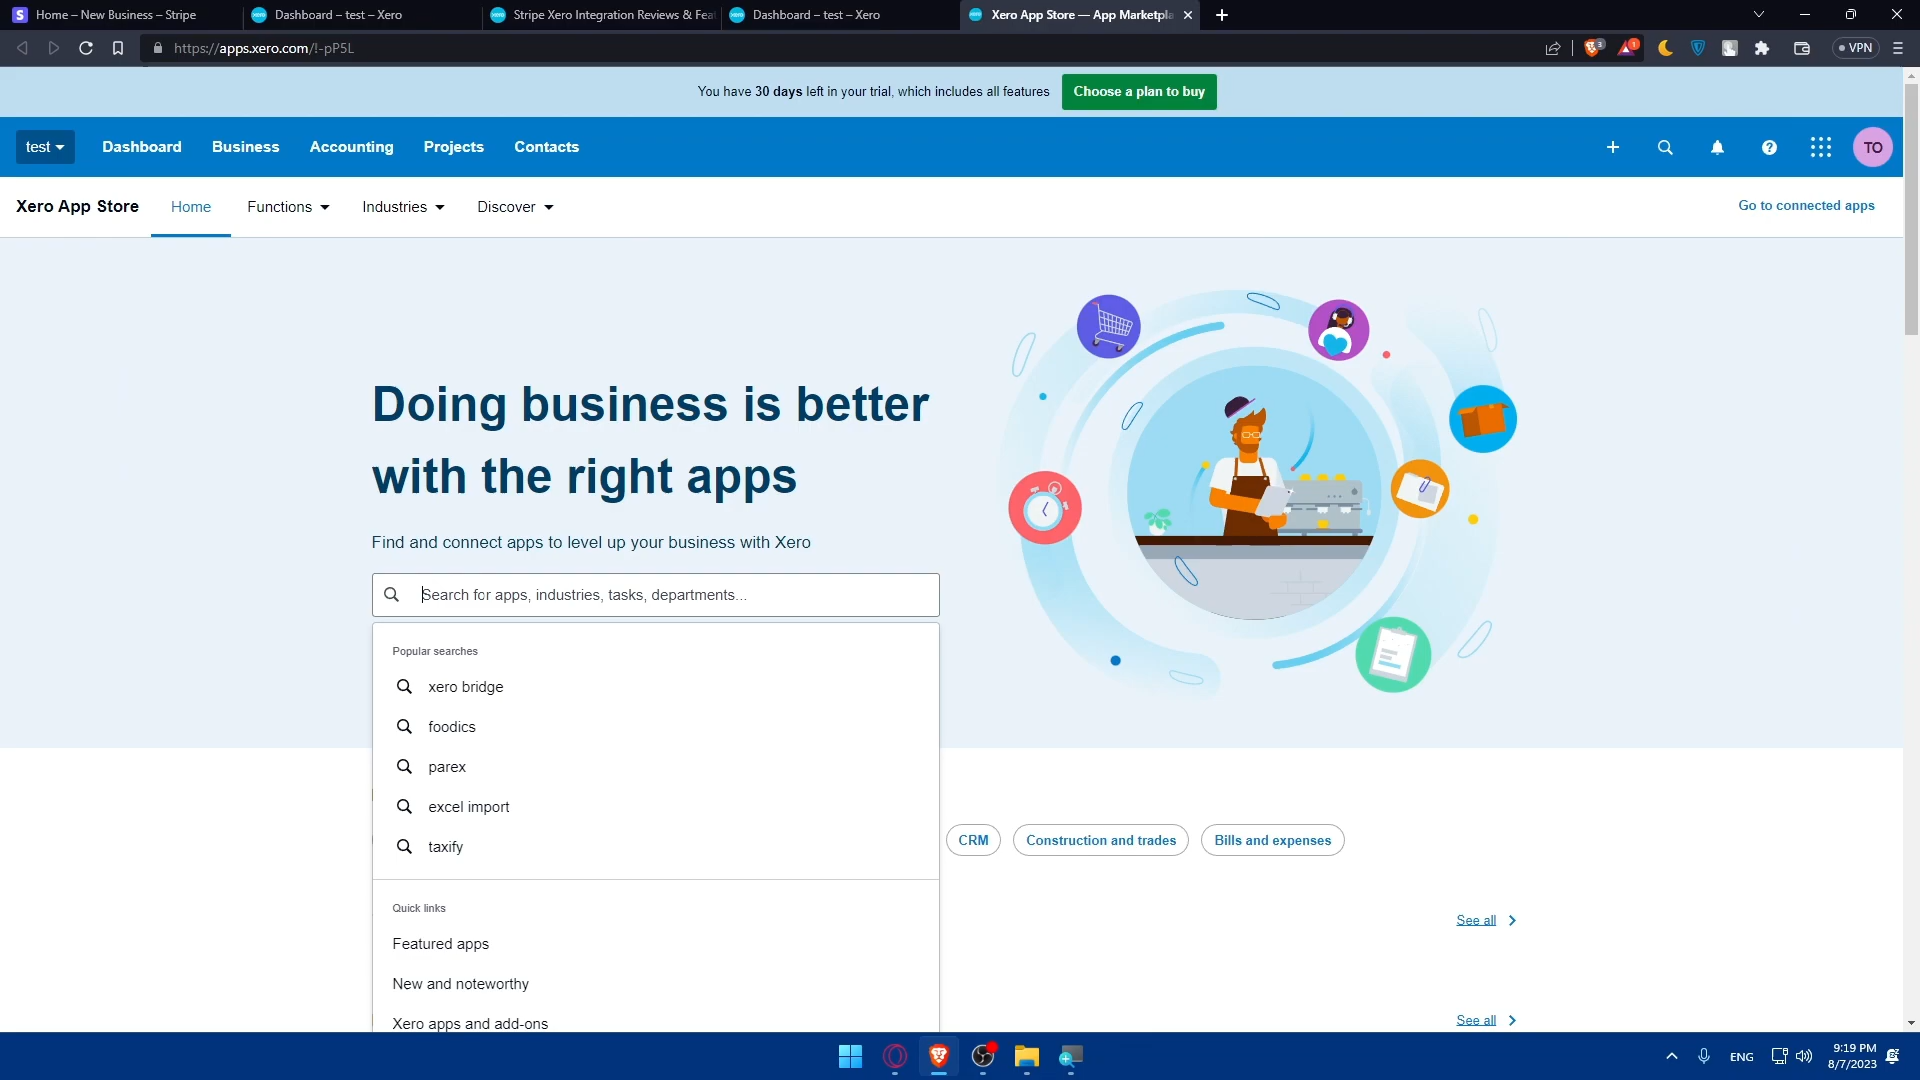 Home – New Business – Stripe
Dashboard – test – Xero
Stripe Xero Integration Reviews & Fea
Dashboard – test – Xero
Xero App Store — App Marketpla
https://apps.xero.com/!-pP5L
3
1
VPN
You have 30 days left in your trial, which includes all features
Choose a plan to buy
test
Dashboard
Business
Accounting
Projects
Contacts
TO
Xero App Store
Home
Functions
Industries
Discover
Go to connected apps
Doing business is better
with the right apps
Find and connect apps to level up your business with Xero
Search for apps, industries, tasks, departments...
Popular searches
xero bridge
foodics
parex
excel import
taxify
CRM
Construction and trades
Bills and expenses
Quick links
See all
Featured apps
New and noteworthy
Xero apps and add-ons
See all
ENG
9:19 PM
8/7/2023